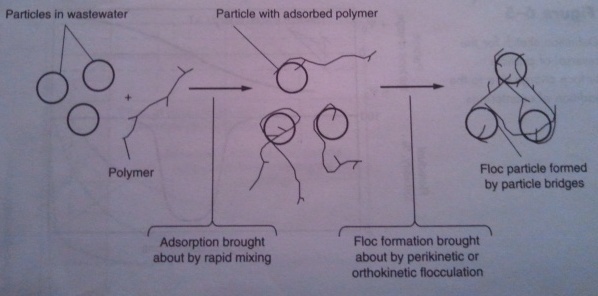 Particles in wastewater
Particle with adsorbed polymer
+
Polymer
Floc particle formed
by particle bridges
Adsorption brought
about by rapid mixing
Floc formation brought
about by perikinetic or
orthokinetic flocculation